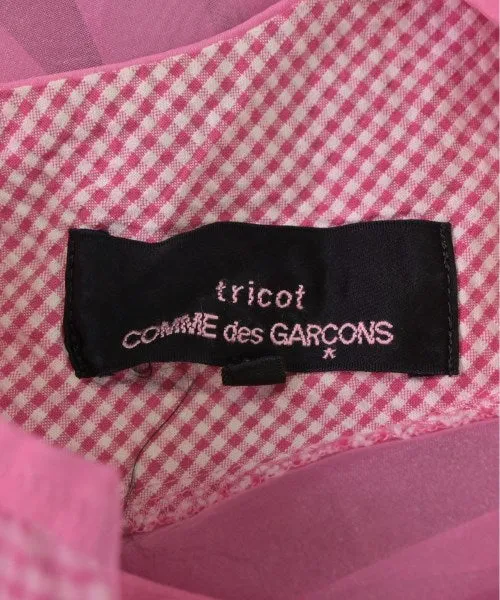 tricot
COMME des GARCONS
*